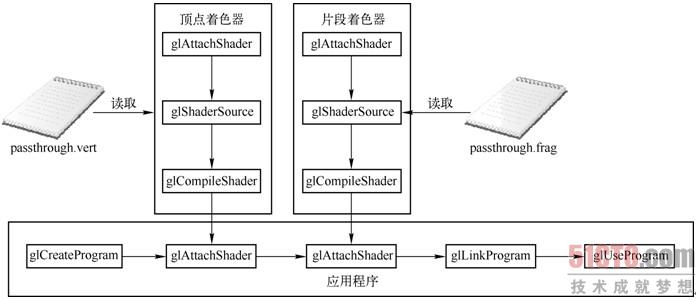 顶点着色器
片段着色器
glAttachShader
glAttachShader
读取
glShaderSource
glShaderSource
读取
passthrough.vert
passthrough.frag
glCompileShader
glCompileShader
glCreateProgram
glAttachShader
glAttachShader
glLinkProgram
glUseProgram
应用程序
51CTO.com
技术成就梦想